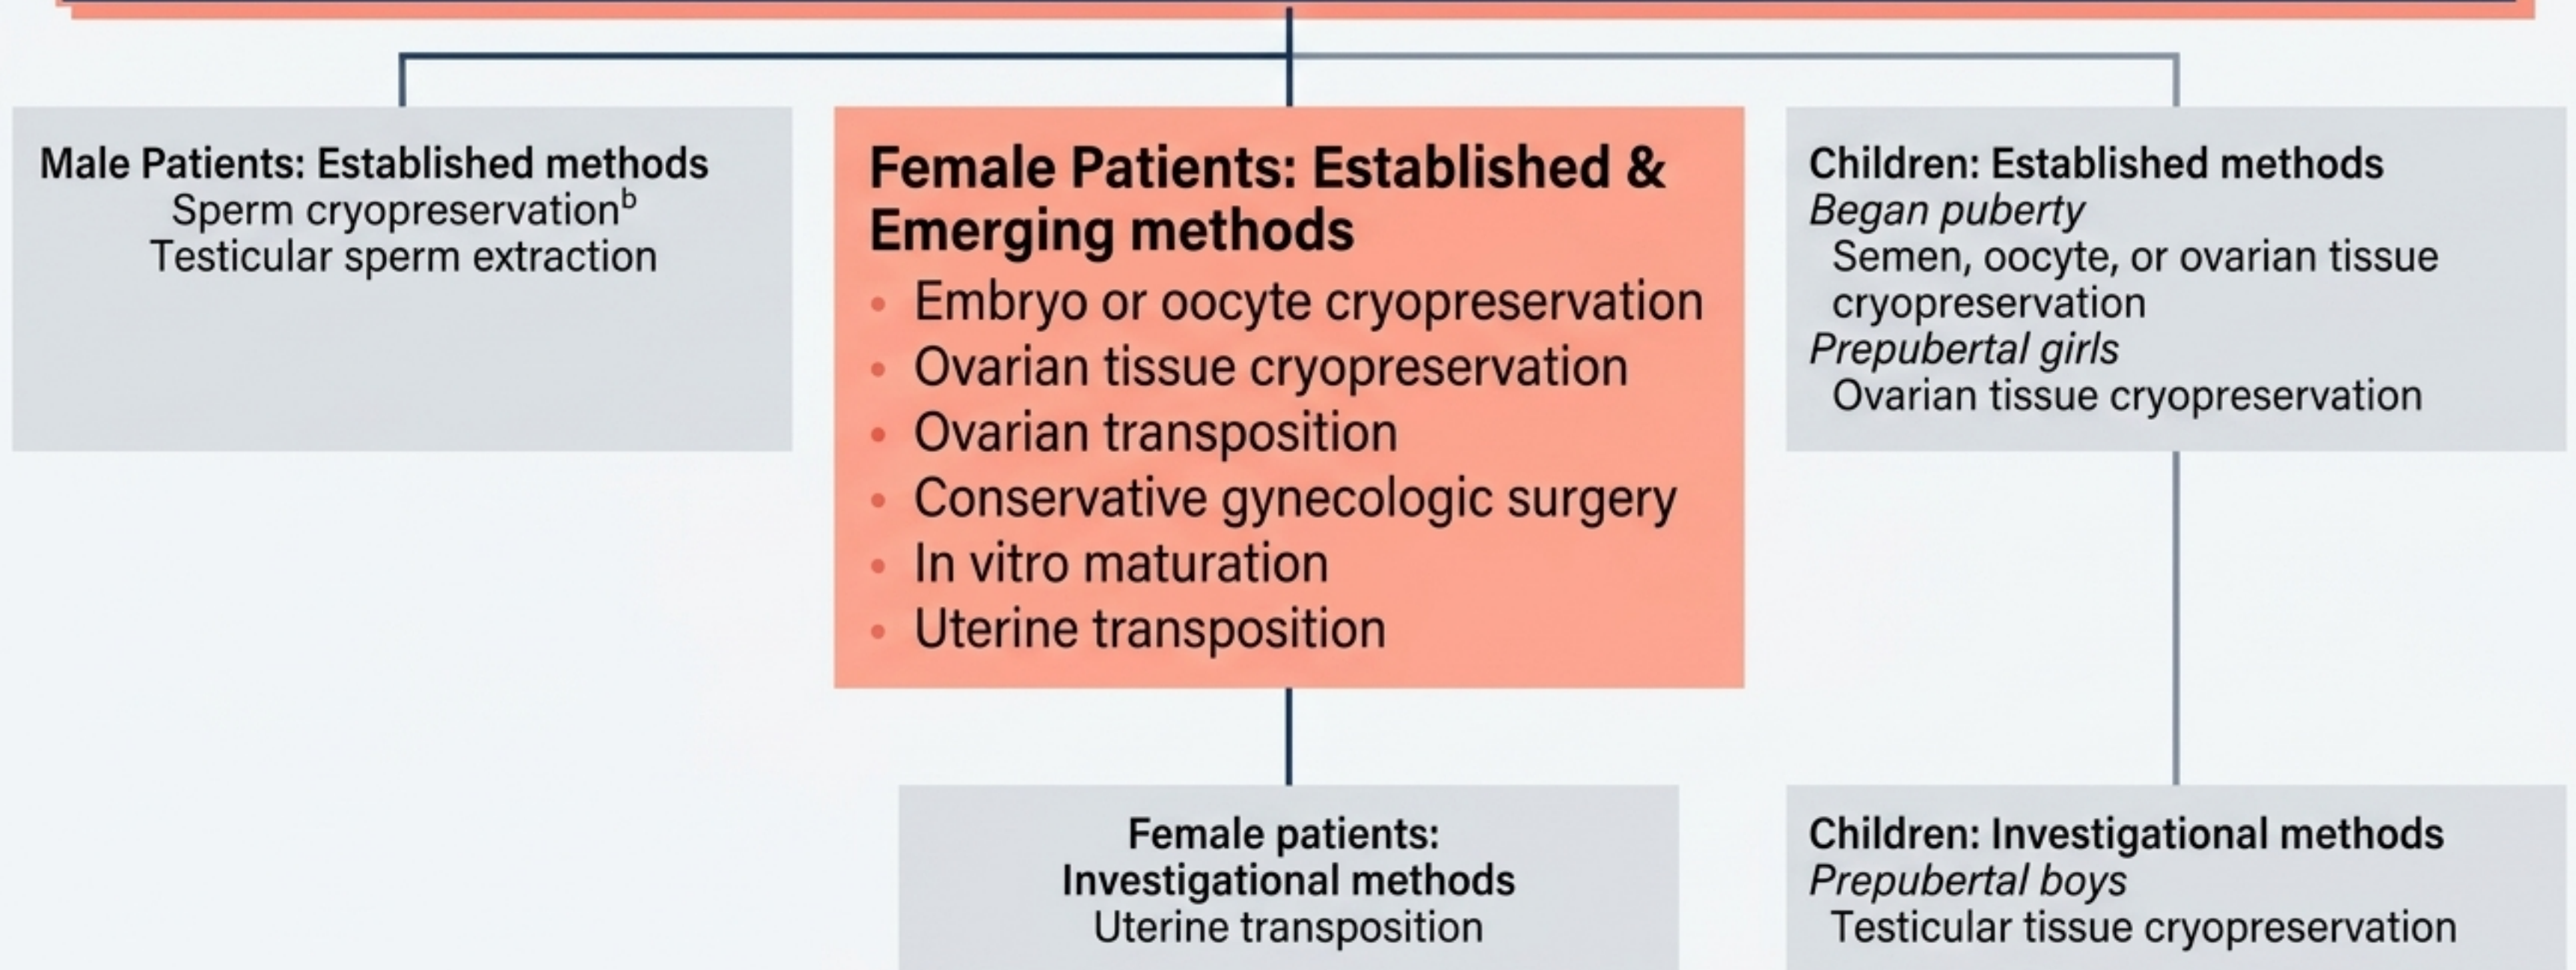 Male Patients: Established methods
Sperm cryopreservationᵇ
Testicular sperm extraction
Female Patients: Established &
Emerging methods
• Embryo or oocyte cryopreservation
• Ovarian tissue cryopreservation
• Ovarian transposition
• Conservative gynecologic surgery
• In vitro maturation
• Uterine transposition
Children: Established methods
Began puberty
Semen, oocyte, or ovarian tissue
cryopreservation
Prepubertal girls
Ovarian tissue cryopreservation
Female patients:
Investigational methods
Uterine transposition
Children: Investigational methods
Prepubertal boys
Testicular tissue cryopreservation